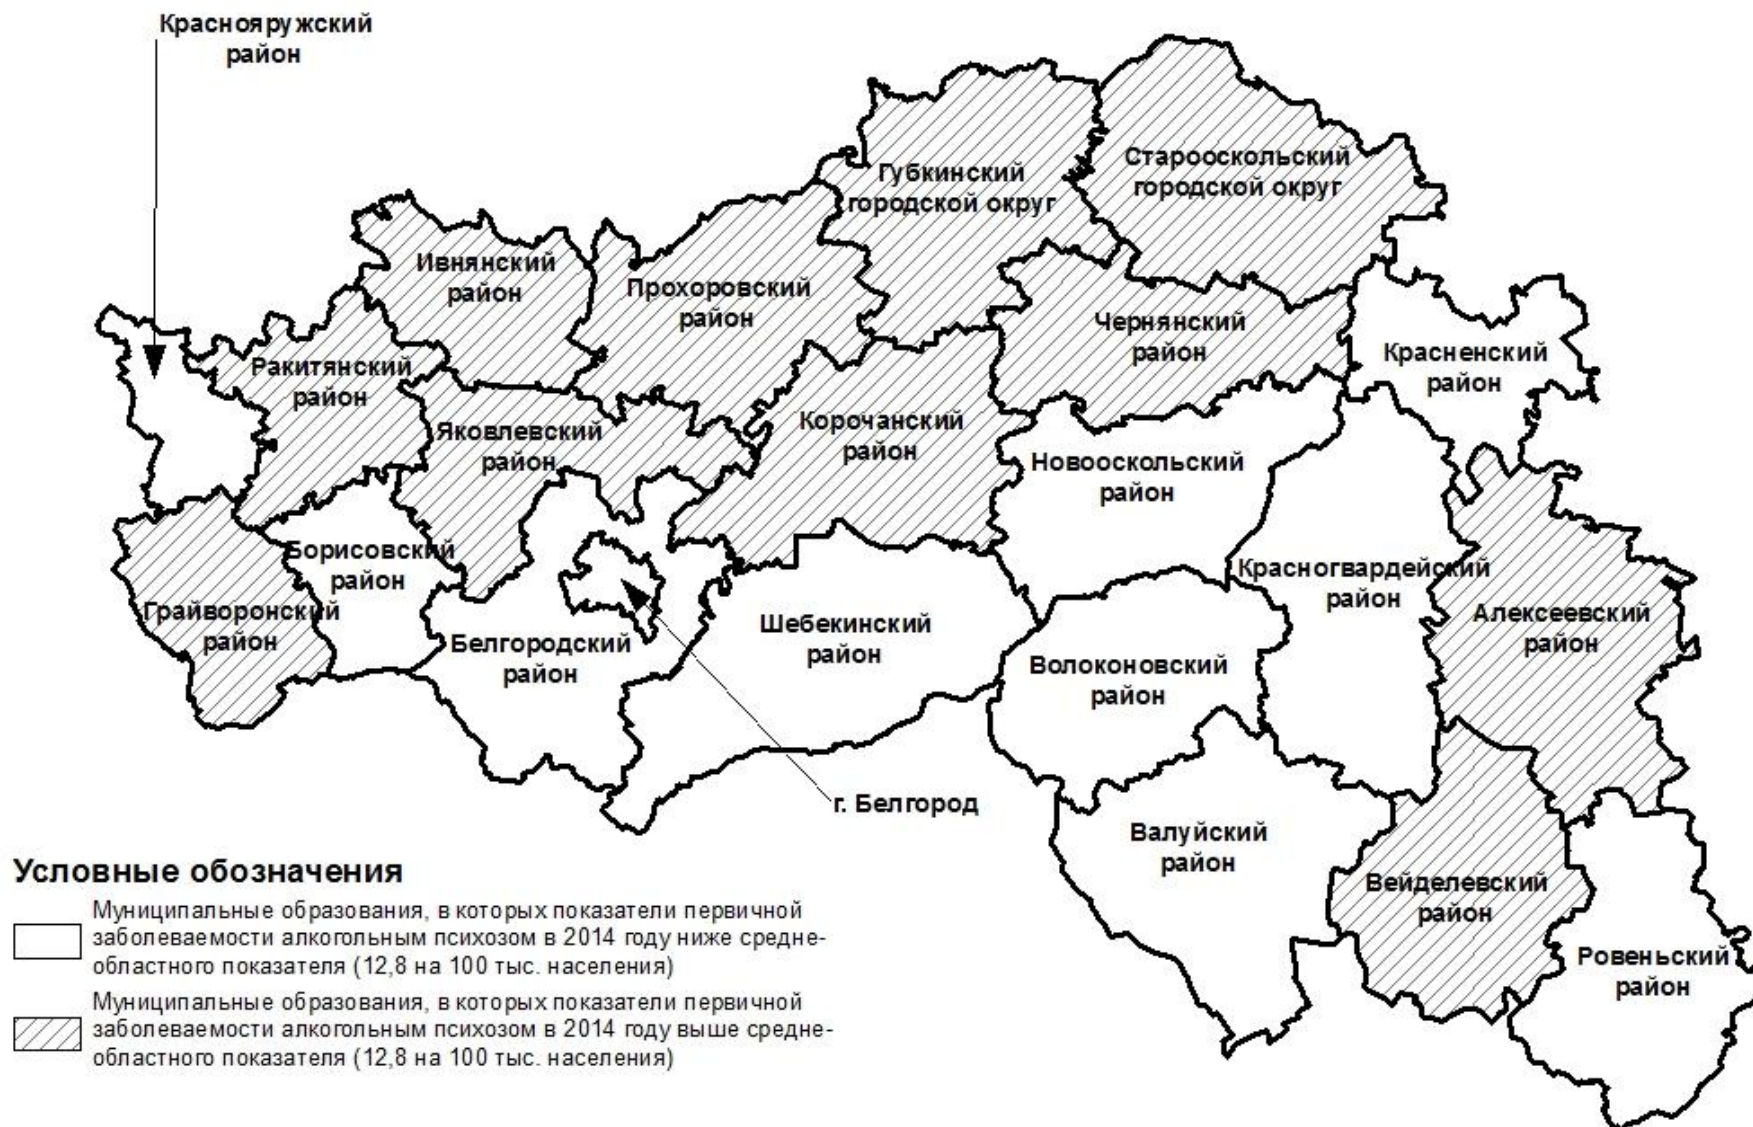 Краснояружский
район
Старооскольский
городской округ
Губкинский
городской округ
Ивнянский
район
Прохоровский
район
Чернянский
район
Красненский
район
Ракитянский
район
Корочанский
район
Яковлевский
район
Новооскольский
район
Борисовский
район
Красногвардейский
район
Грайворонский
район
Алексеевский
район
Шебекинский
район
Белгородский
район
Волоконовский
район
г. Белгород
Валуйский
район
Вейделевский
район
Ровеньский
район
Условные обозначения
Муниципальные образования, в которых показатели первичной
заболеваемости алкогольным психозом в 2014 году ниже средне-
областного показателя (12,8 на 100 тыс. населения)
Муниципальные образования, в которых показатели первичной
заболеваемости алкогольным психозом в 2014 году выше средне-
областного показателя (12,8 на 100 тыс. населения)